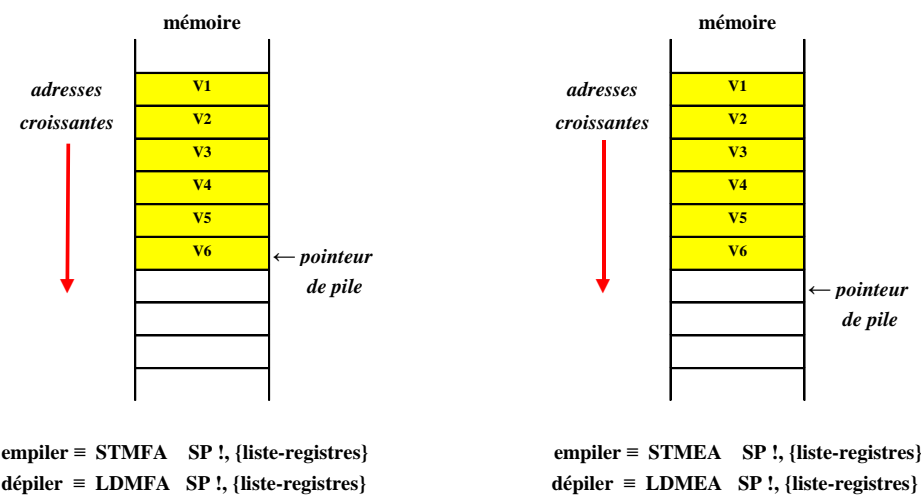 mémoire
adresses
croissantes
V1
V2
V3
V4
V5
V6
← pointeur
de pile
empiler ≡ STMFA SP !, {liste-registres}
dépiler ≡ LDMFA SP !, {liste-registres}
mémoire
adresses
croissantes
V1
V2
V3
V4
V5
V6
← pointeur
de pile
empiler ≡ STMEA SP !, {liste-registres}
dépiler ≡ LDMEA SP !, {liste-registres}